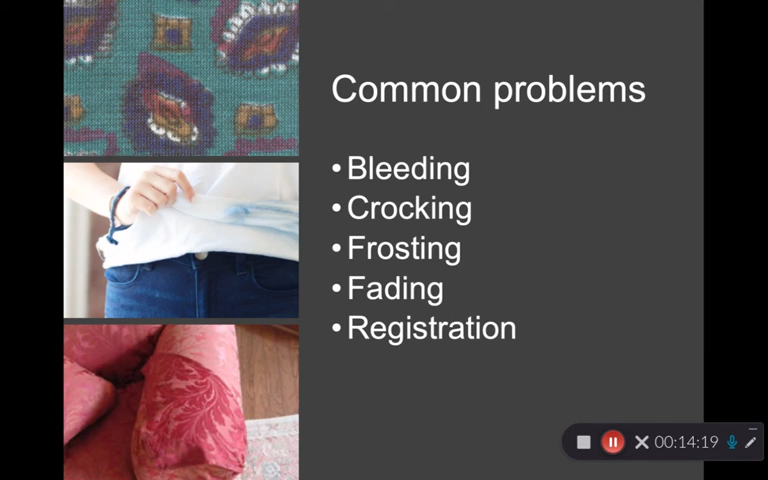 Common problems
• Bleeding
• Crocking
• Frosting
• Fading
• Registration
00:14:19